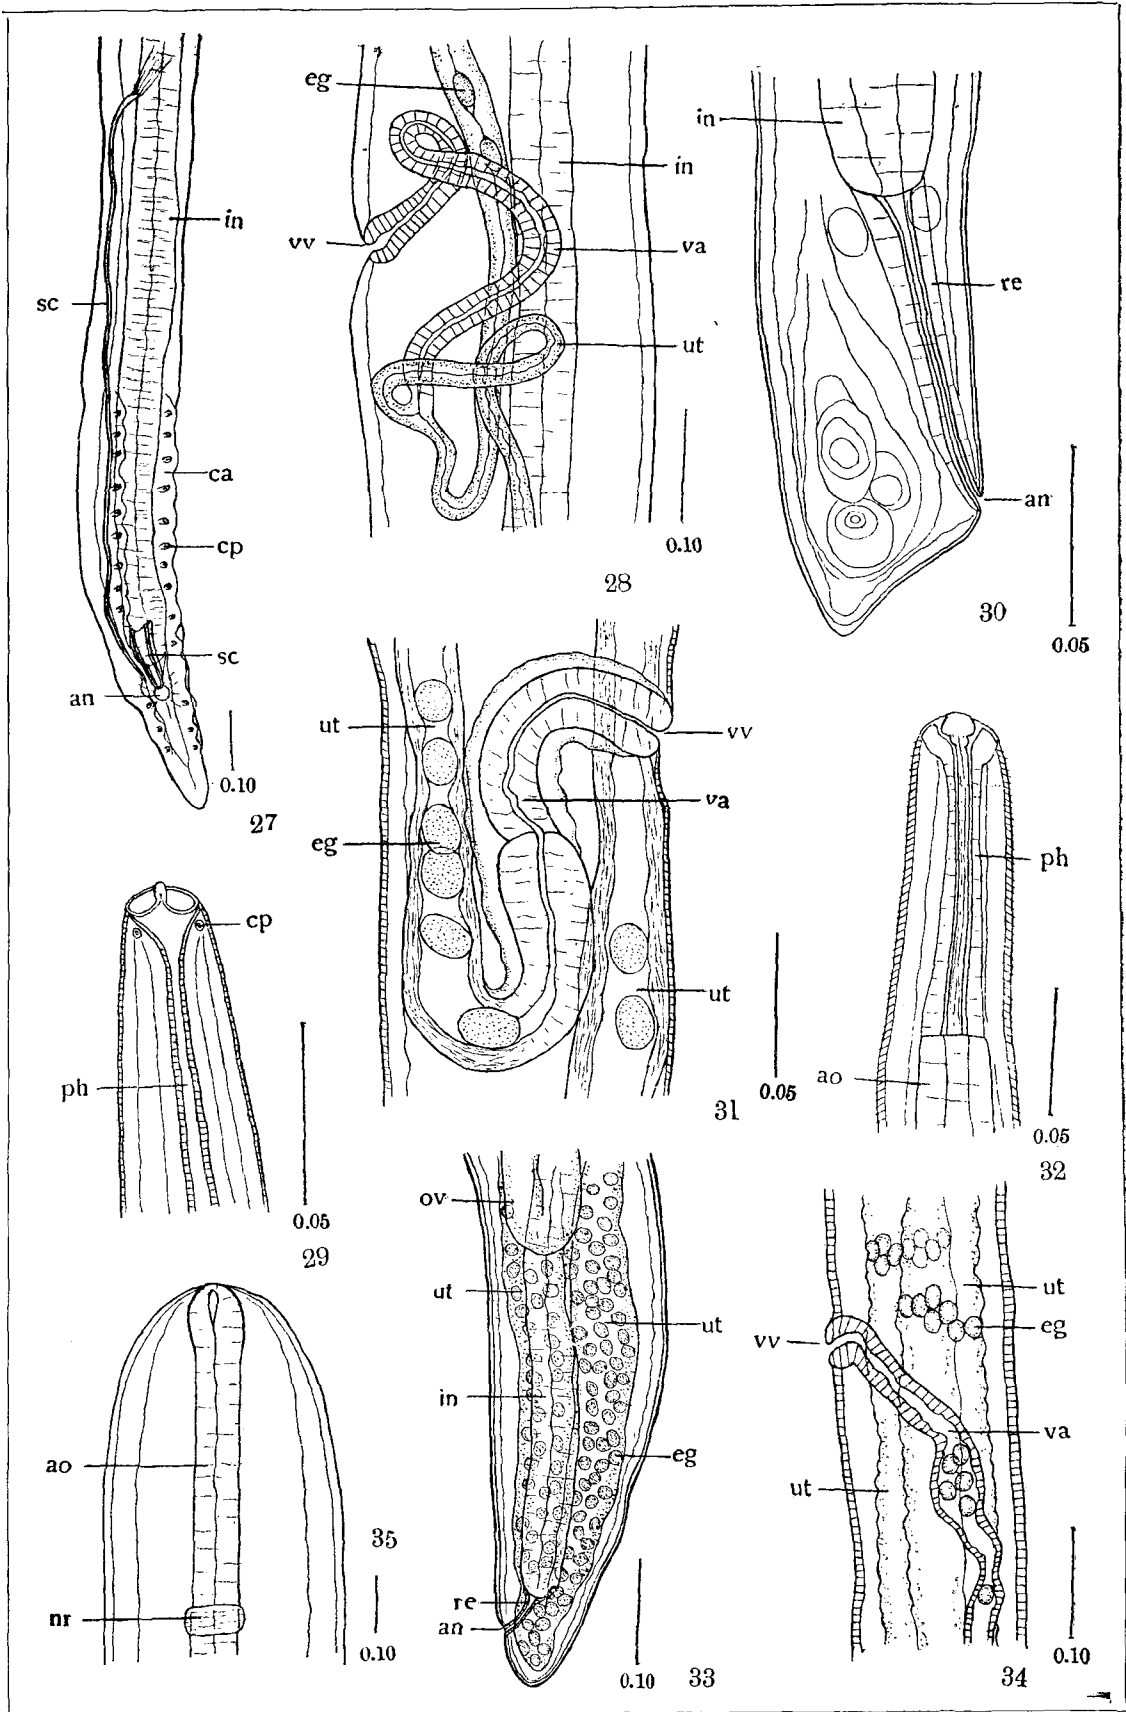 in
sc
ca
cp
sc
an
0.10
27
eg
in
vv
va
ut
0.10
28
in
re
an
30
0.05
cp
ph
0.05
29
ut
vv
va
eg
ut
0.05
31
ph
ao
0.05
32
ao
35
nr
0.10
ov
ut
ut
in
eg
re
an
0.10
33
ut
eg
vv
va
ut
0.10
34